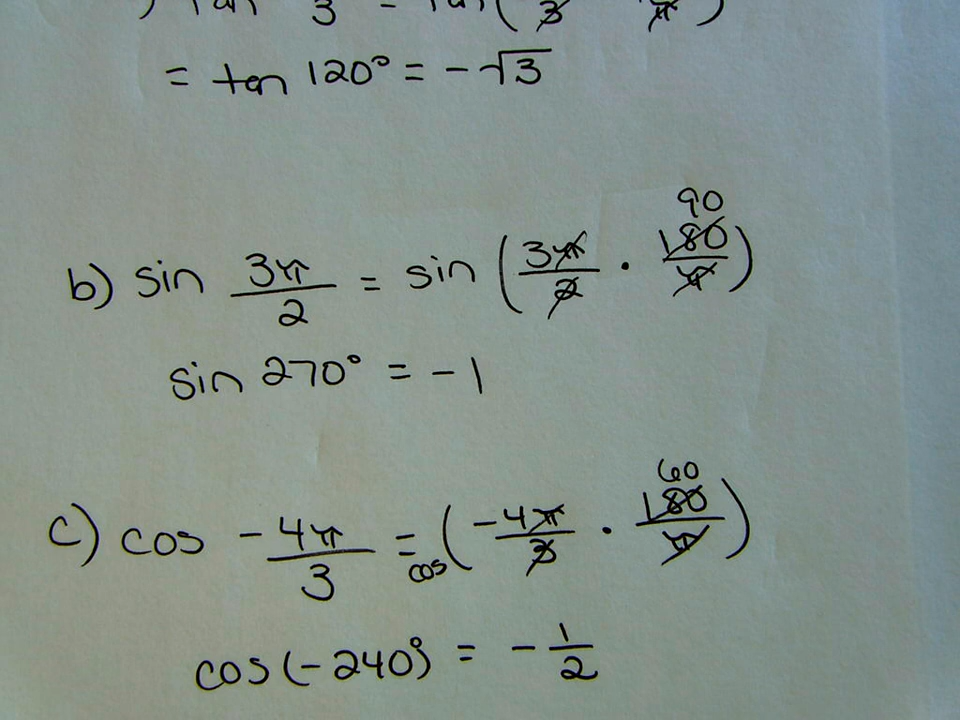 = tan 120° = -√3
b) sin 3π/2 = sin (3π/2 · 180/π) 90
sin 270° = -1
c) cos -4π/3 = cos (-4π/3 · 180/π) 60
cos(-240°) = -1/2